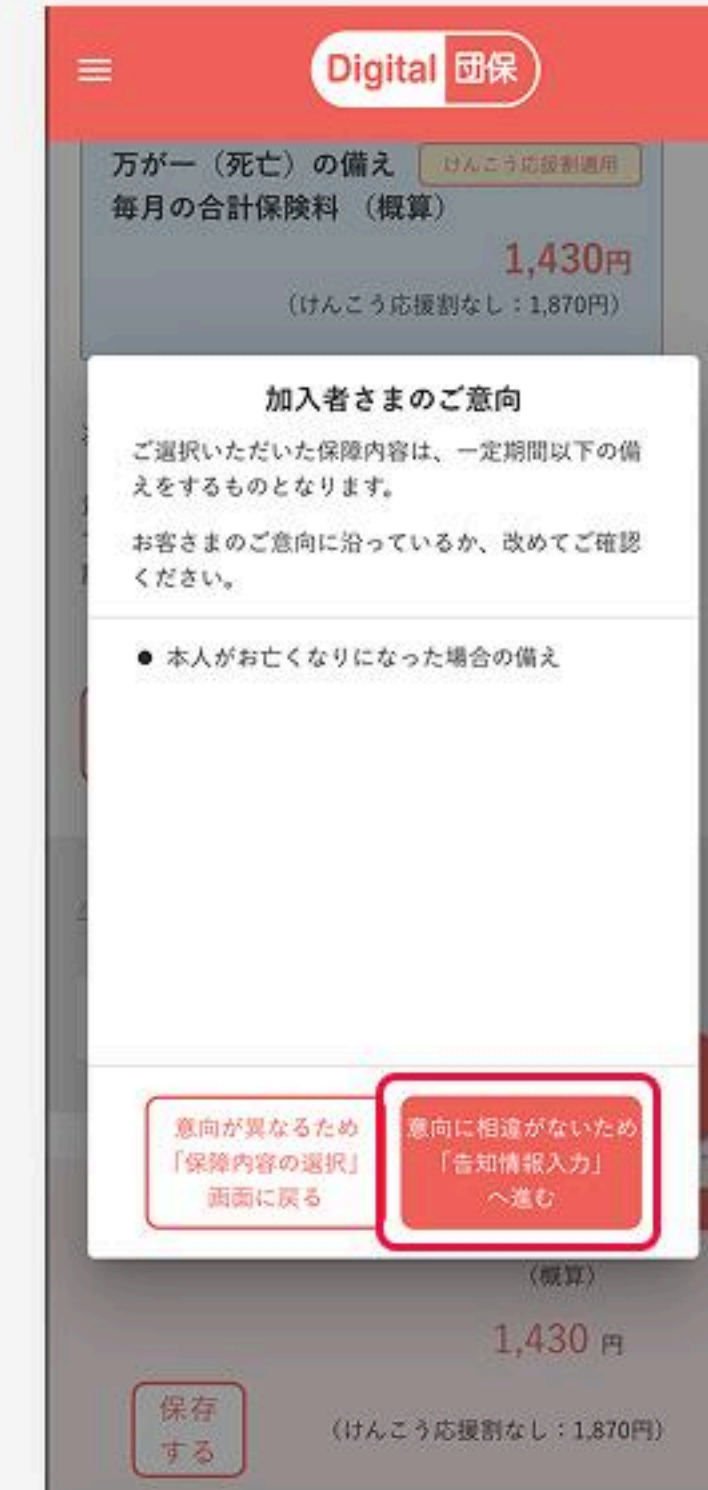 Digital 団保
万が一（死亡）の備え けんこう応援割適用
毎月の合計保険料 （概算）
1,430円
（けんこう応援割なし：1,870円）
加入者さまのご意向
ご選択いただいた保障内容は、一定期間以下の備
えをするものとなります。
お客さまのご意向に沿っているか、改めてご確認
ください。
● 本人がお亡くなりになった場合の備え
意向が異なるため
「保障内容の選択」
画面に戻る
意向に相違がないため
「告知情報入力」
へ進む
（概算）
1,430 円
保存
する
（けんこう応援割なし：1,870円）